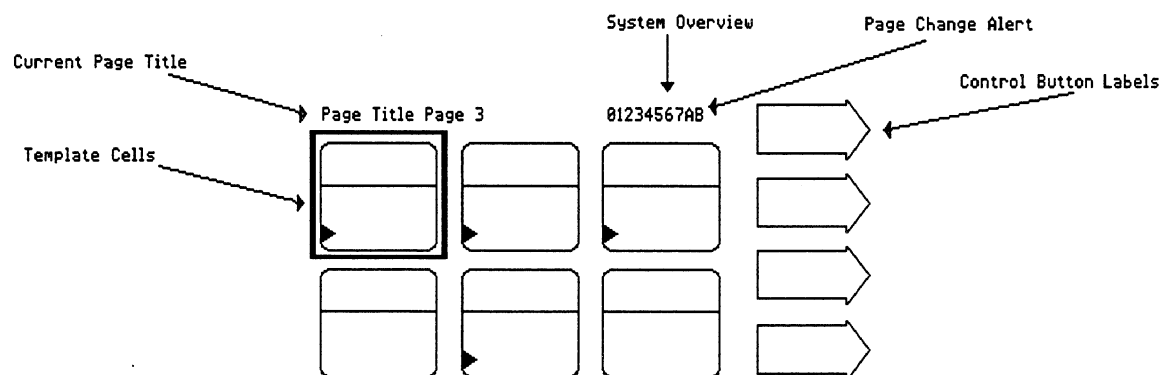 System Overview
Page Change Alert
Current Page Title
Control Button Labels
Page Title Page 3
01234567AB
Template Cells